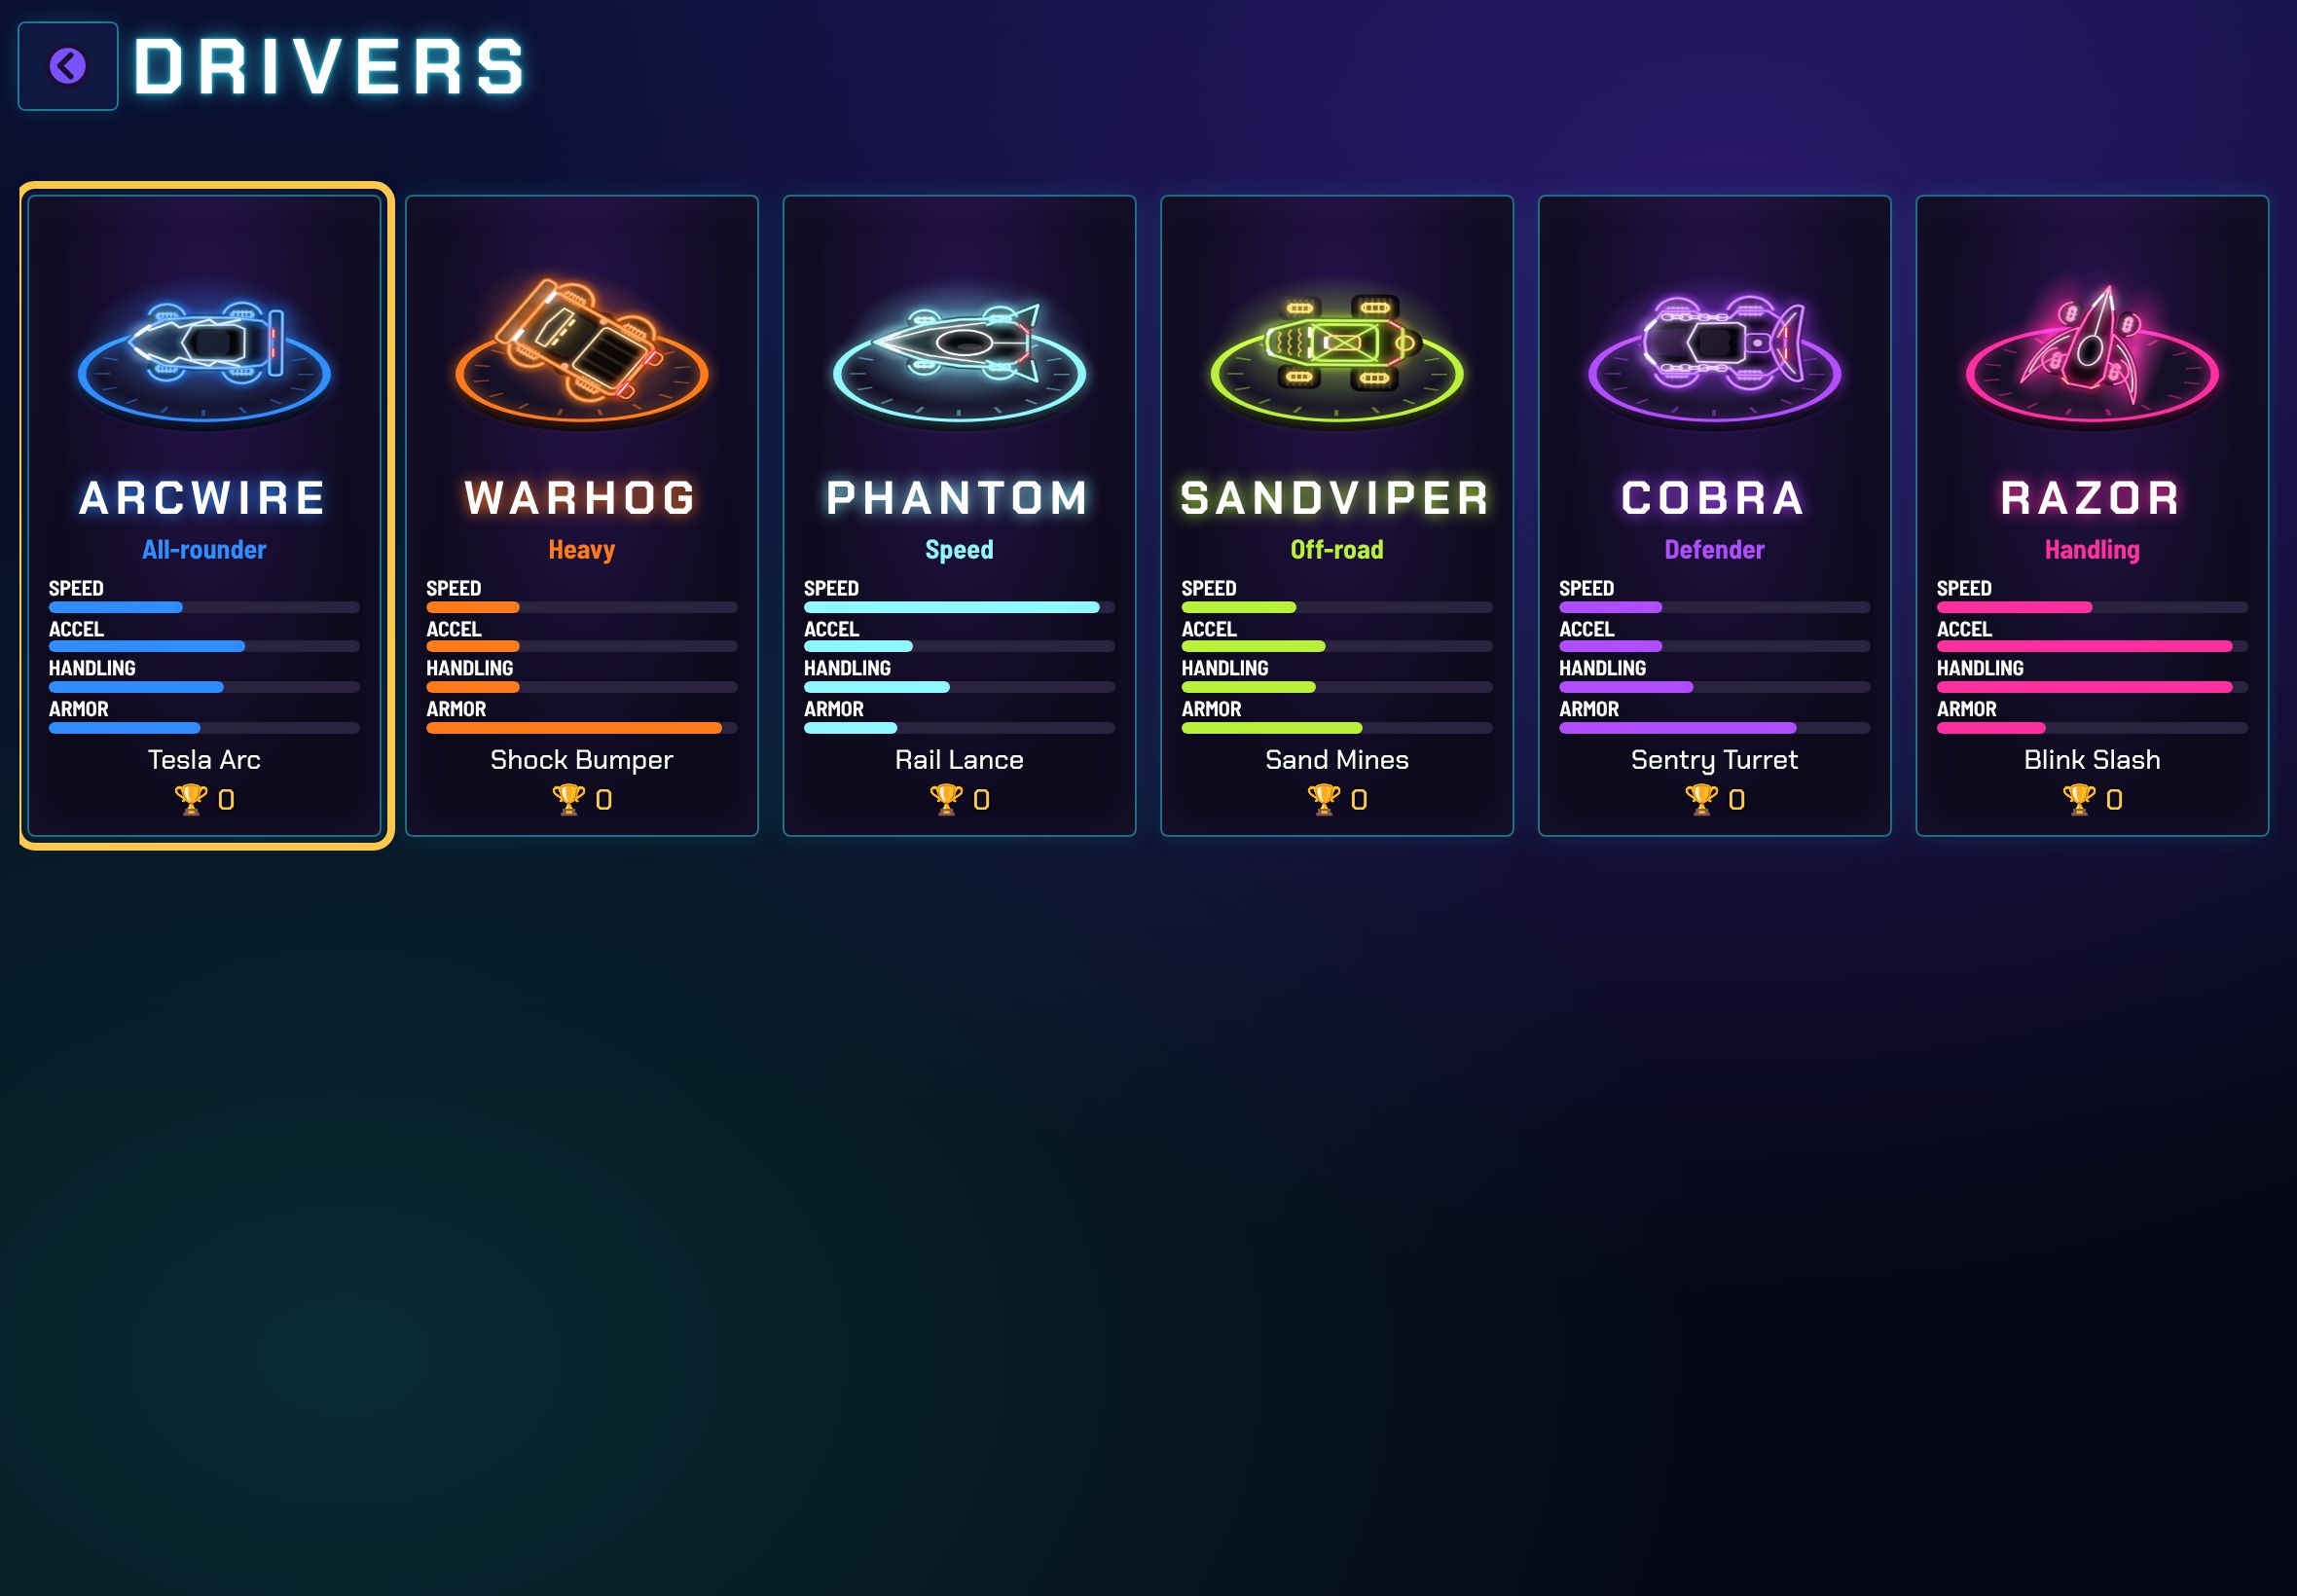 DRIVERS
ARCWIRE
All-rounder
SPEED
ACCEL
HANDLING
ARMOR
Tesla Arc
🏆 0
WARHOG
Heavy
SPEED
ACCEL
HANDLING
ARMOR
Shock Bumper
🏆 0
PHANTOM
Speed
SPEED
ACCEL
HANDLING
ARMOR
Rail Lance
🏆 0
SANDVIPER
Off-road
SPEED
ACCEL
HANDLING
ARMOR
Sand Mines
🏆 0
COBRA
Defender
SPEED
ACCEL
HANDLING
ARMOR
Sentry Turret
🏆 0
RAZOR
Handling
SPEED
ACCEL
HANDLING
ARMOR
Blink Slash
🏆 0